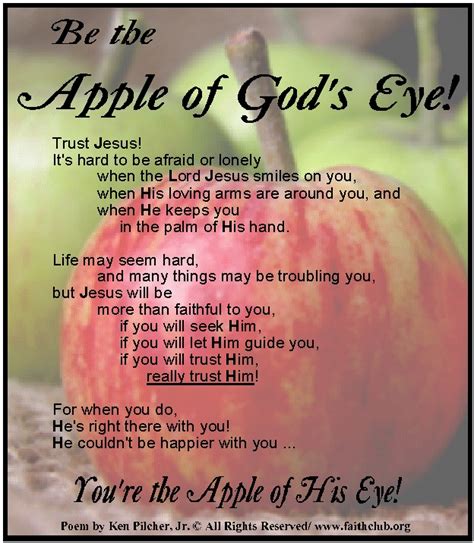 Be the
Apple of God's Eye!
Trust Jesus!
It's hard to be afraid or lonely
when the Lord Jesus smiles on you,
when His loving arms are around you, and
when He keeps you
in the palm of His hand.
Life may seem hard,
and many things may be troubling you,
but Jesus will be
more than faithful to you,
if you will seek Him,
if you will let Him guide you,
if you will trust Him,
really trust Him!
For when you do,
He's right there with you!
He couldn't be happier with you ...
You're the Apple of His Eye!
Poem by Ken Pilcher, Jr. © All Rights Reserved/ www.faithclub.org